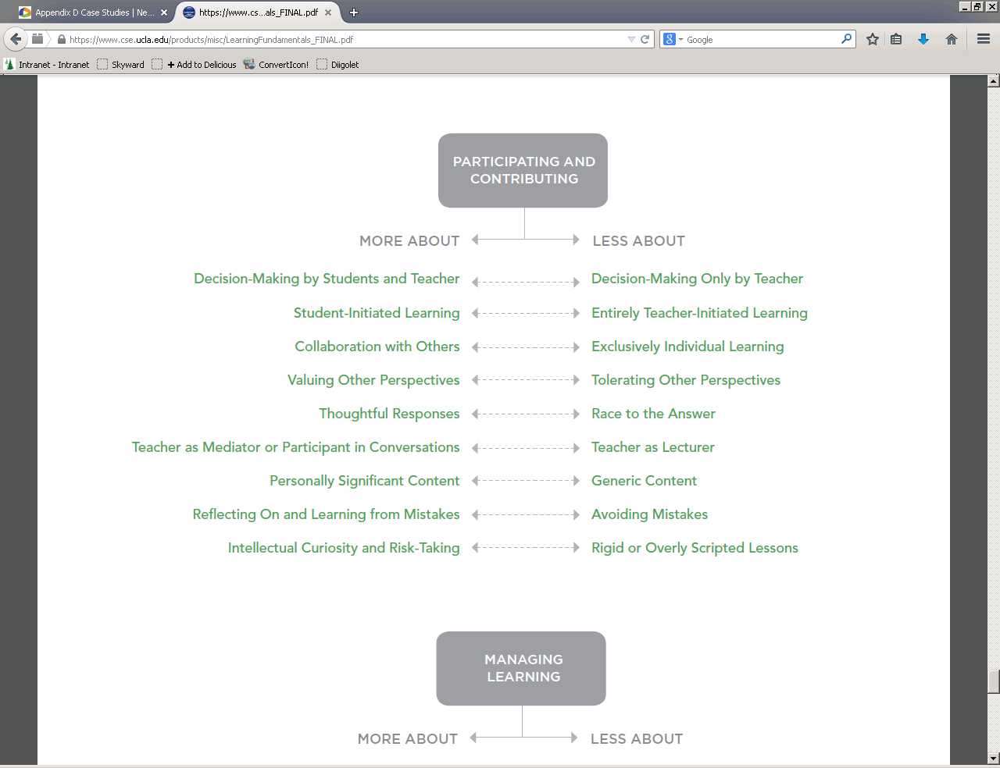 Appendix D Case Studies | Ne... × https://www.cs...als_FINAL.pdf × +
https://www.cse.ucla.edu/products/misc/LearningFundamentals_FINAL.pdf Google
Intranet - Intranet Skyward + Add to Delicious ConvertIcon! Diigolet
PARTICIPATING AND
CONTRIBUTING
MORE ABOUT LESS ABOUT
Decision-Making by Students and Teacher Decision-Making Only by Teacher
Student-Initiated Learning Entirely Teacher-Initiated Learning
Collaboration with Others Exclusively Individual Learning
Valuing Other Perspectives Tolerating Other Perspectives
Thoughtful Responses Race to the Answer
Teacher as Mediator or Participant in Conversations Teacher as Lecturer
Personally Significant Content Generic Content
Reflecting On and Learning from Mistakes Avoiding Mistakes
Intellectual Curiosity and Risk-Taking Rigid or Overly Scripted Lessons
MANAGING
LEARNING
MORE ABOUT LESS ABOUT